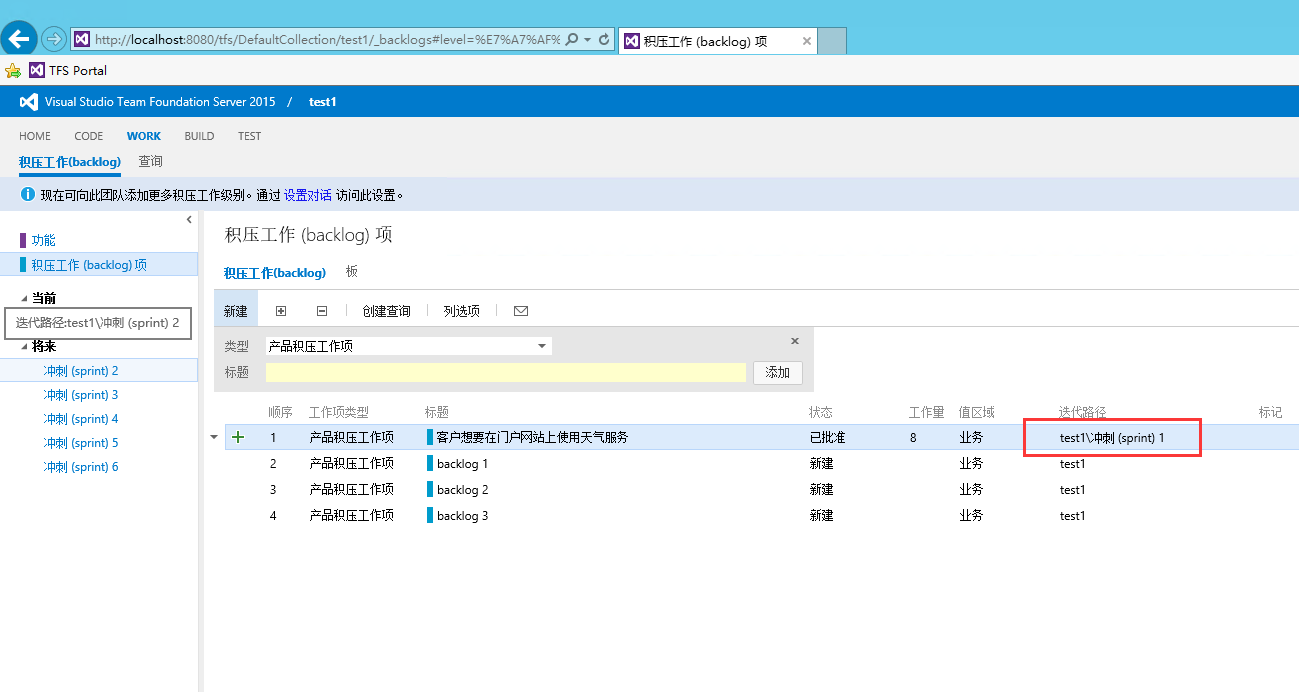 http://localhost:8080/tfs/DefaultCollection/test1/_backlogs#level=%E7%A7%AF%
积压工作 (backlog) 项
TFS Portal
Visual Studio Team Foundation Server 2015 / test1
HOME CODE WORK BUILD TEST
积压工作(backlog) 查询
现在可向此团队添加更多积压工作级别。通过 设置对话 访问此设置。
功能
积压工作 (backlog) 项
当前
迭代路径:test1\冲刺 (sprint) 2
将来
冲刺 (sprint) 2
冲刺 (sprint) 3
冲刺 (sprint) 4
冲刺 (sprint) 5
冲刺 (sprint) 6
积压工作 (backlog) 项
积压工作(backlog) 板
新建 创建查询 列选项
类型 产品积压工作项
标题 添加
顺序 工作项类型 标题 状态 工作量 值区域 迭代路径 标记
1 产品积压工作项 客户想要在门户网站上使用天气服务 已批准 8 业务 test1\冲刺 (sprint) 1
2 产品积压工作项 backlog 1 新建 业务 test1
3 产品积压工作项 backlog 2 新建 业务 test1
4 产品积压工作项 backlog 3 新建 业务 test1